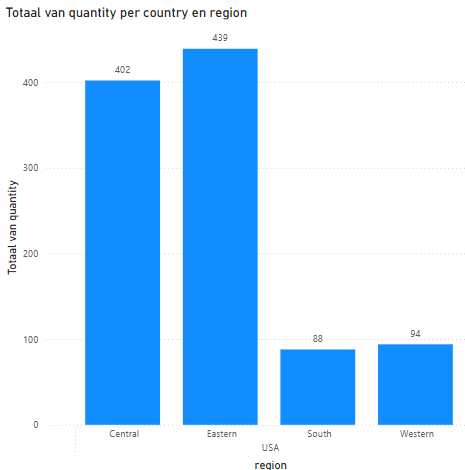 Totaal van quantity per country en region
Totaal van quantity
400
300
200
100
0
402
439
88
94
Central
Eastern
South
Western
USA
region